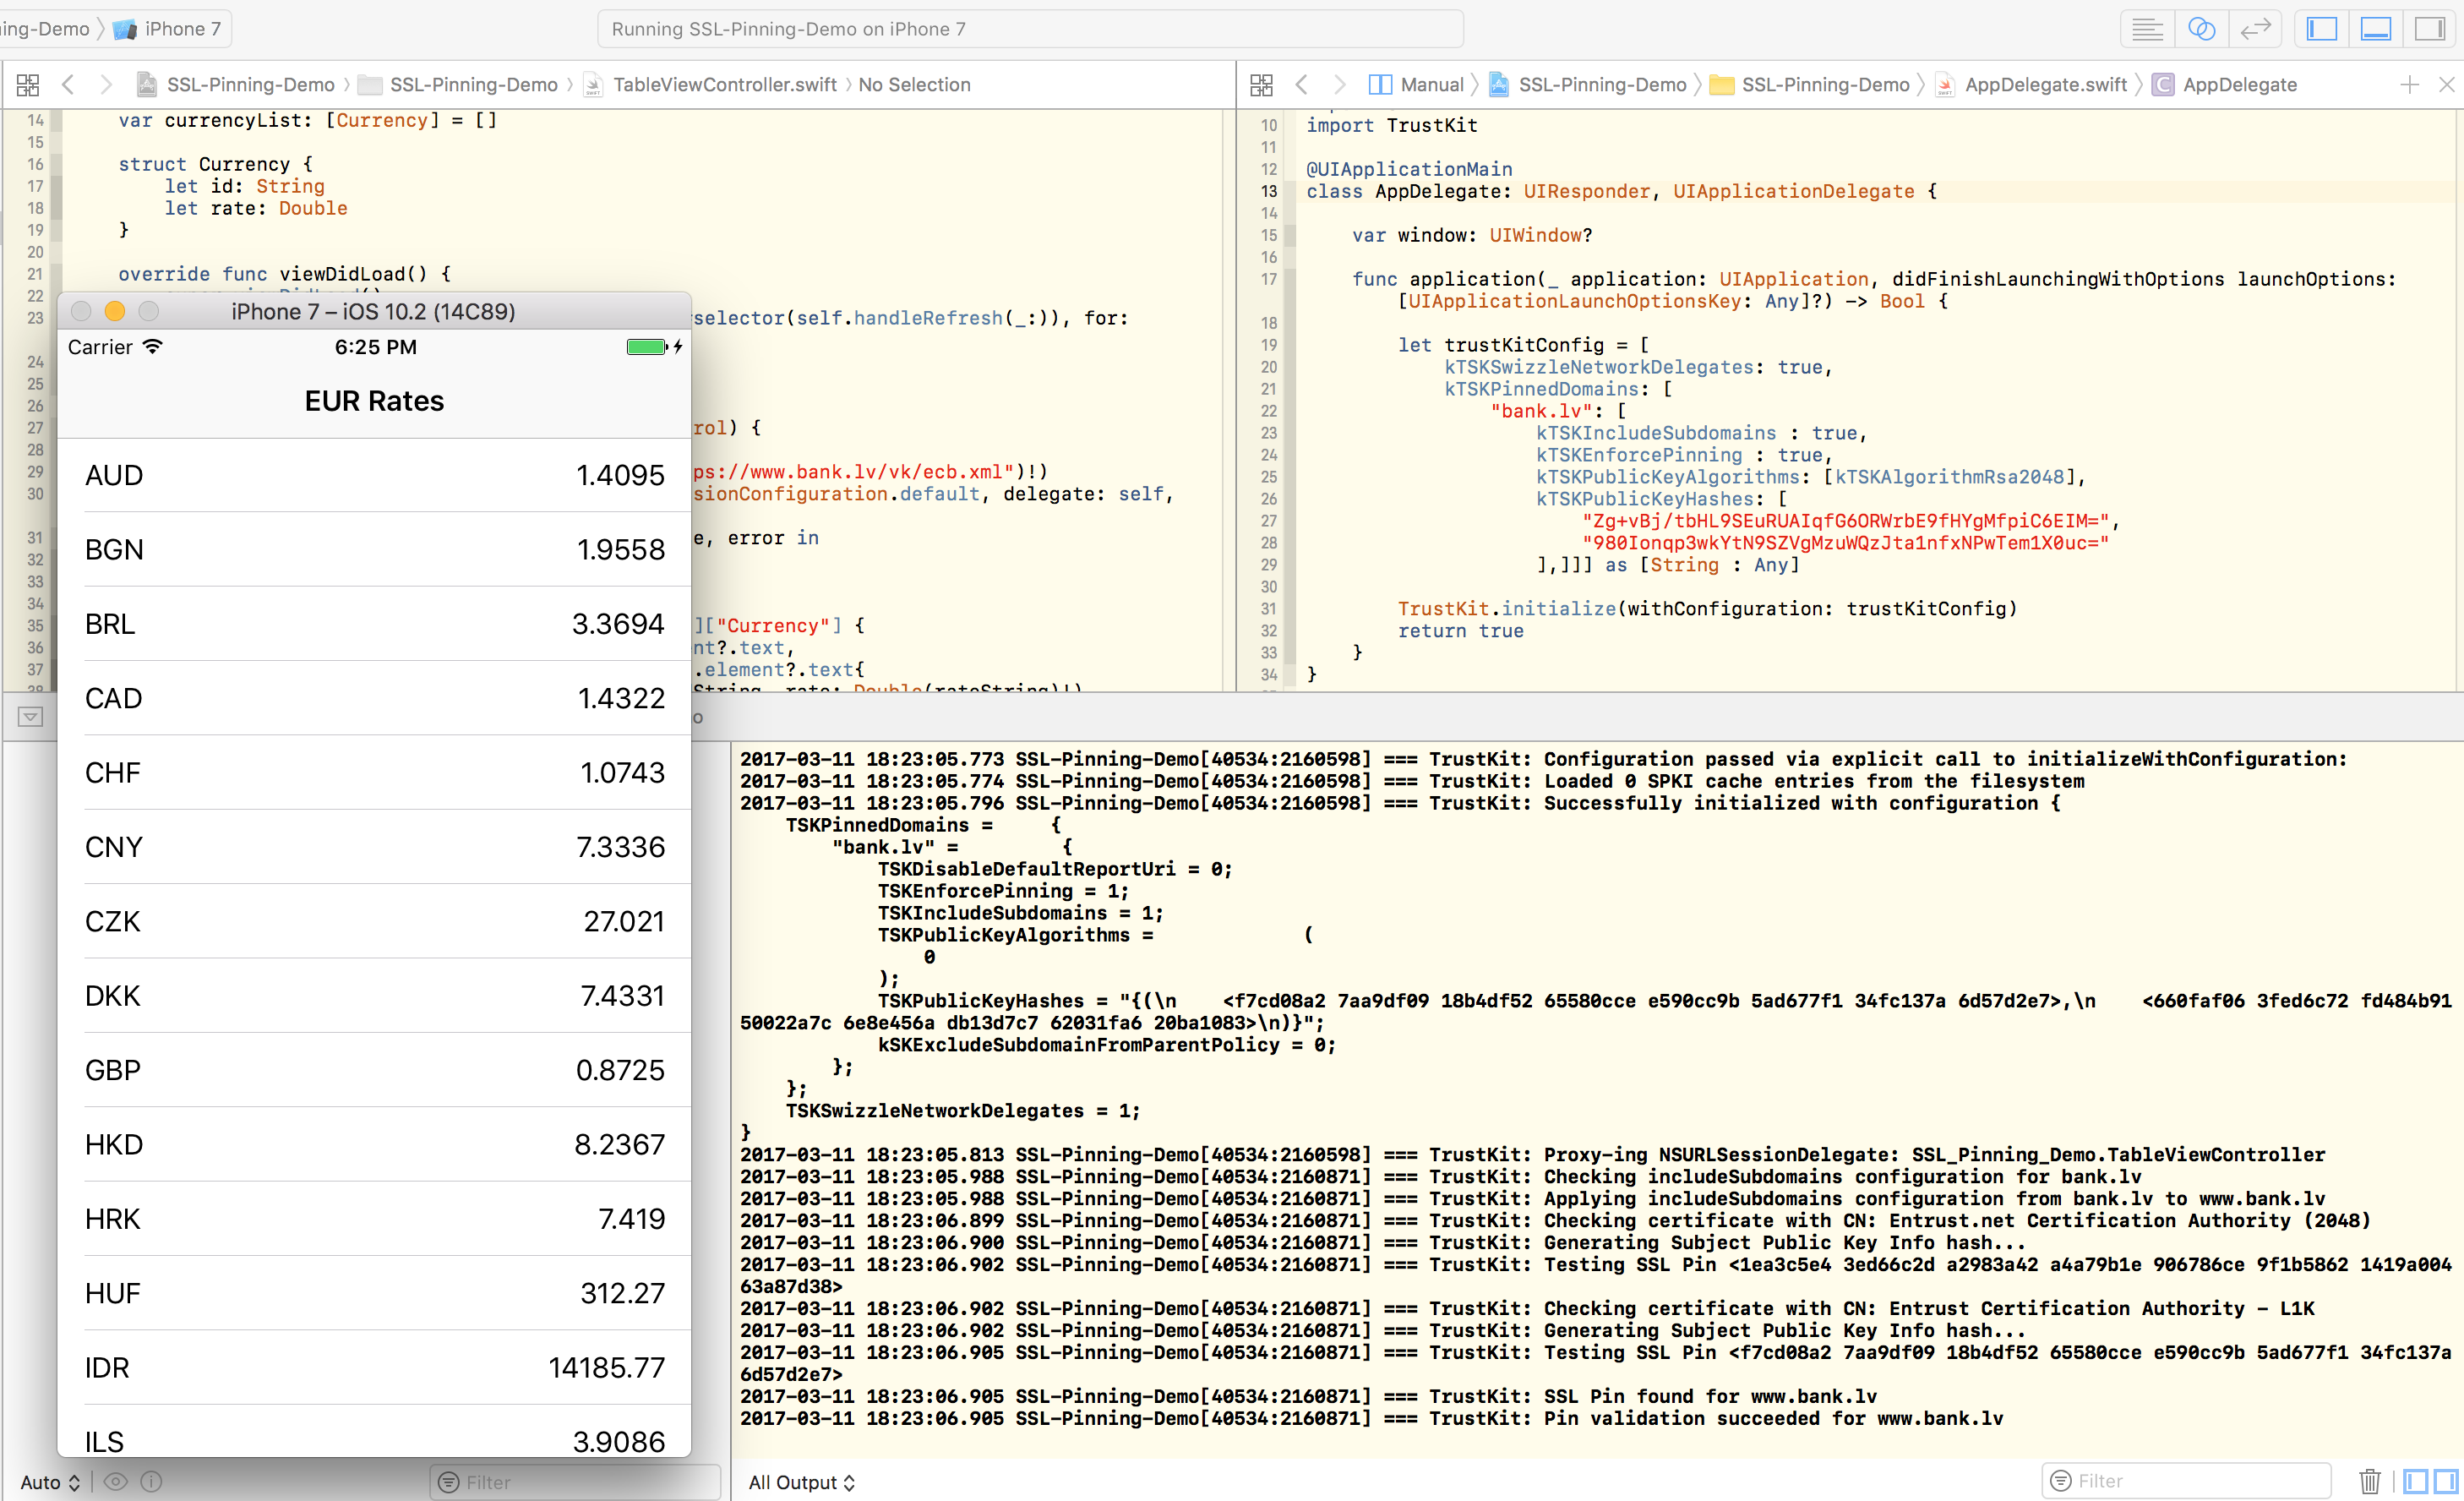 ing-Demo
iPhone 7
Running SSL-Pinning-Demo on iPhone 7
SSL-Pinning-Demo
SSL-Pinning-Demo
TableViewController.swift
No Selection
Manual
SSL-Pinning-Demo
SSL-Pinning-Demo
AppDelegate.swift
C AppDelegate
14 var currencyList: [Currency] = []
15
16 struct Currency {
17 let id: String
18 let rate: Double
19 }
20
21 override func viewDidLoad() {
22
23 selector(self.handleRefresh(_:)), for:
24
25
26
27 rol) {
28
29 ps://www.bank.lv/vk/ecb.xml")!)
30 sionConfiguration.default, delegate: self,
31 e, error in
32
33
34
35 ]["Currency"] {
36 nt?.text,
37 .element?.text{
38 String, rate: Double(rateString)!)
10 import TrustKit
11
12 @UIApplicationMain
13 class AppDelegate: UIResponder, UIApplicationDelegate {
14
15 var window: UIWindow?
16
17 func application(_ application: UIApplication, didFinishLaunchingWithOptions launchOptions:
[UIApplicationLaunchOptionsKey: Any]?) -> Bool {
18
19 let trustKitConfig = [
20 kTSKSwizzleNetworkDelegates: true,
21 kTSKPinnedDomains: [
22 "bank.lv": [
23 kTSKIncludeSubdomains : true,
24 kTSKEnforcePinning : true,
25 kTSKPublicKeyAlgorithms: [kTSKAlgorithmRsa2048],
26 kTSKPublicKeyHashes: [
27 "Zg+vBj/tbHL9SEuRUAIqfG6ORWrbE9fHYgMfpiC6EIM=",
28 "980Ionqp3wkYtN9SZVgMzuWQzJta1nfxNPwTem1X0uc="
29 ],]]] as [String : Any]
30
31 TrustKit.initialize(withConfiguration: trustKitConfig)
32 return true
33 }
34 }
iPhone 7 – iOS 10.2 (14C89)
Carrier 6:25 PM
EUR Rates
AUD 1.4095
BGN 1.9558
BRL 3.3694
CAD 1.4322
CHF 1.0743
CNY 7.3336
CZK 27.021
DKK 7.4331
GBP 0.8725
HKD 8.2367
HRK 7.419
HUF 312.27
IDR 14185.77
ILS 3.9086
o
2017-03-11 18:23:05.773 SSL-Pinning-Demo[40534:2160598] === TrustKit: Configuration passed via explicit call to initializeWithConfiguration:
2017-03-11 18:23:05.774 SSL-Pinning-Demo[40534:2160598] === TrustKit: Loaded 0 SPKI cache entries from the filesystem
2017-03-11 18:23:05.796 SSL-Pinning-Demo[40534:2160598] === TrustKit: Successfully initialized with configuration {
TSKPinnedDomains = {
"bank.lv" = {
TSKDisableDefaultReportUri = 0;
TSKEnforcePinning = 1;
TSKIncludeSubdomains = 1;
TSKPublicKeyAlgorithms = (
0
);
TSKPublicKeyHashes = "{(\n <f7cd08a2 7aa9df09 18b4df52 65580cce e590cc9b 5ad677f1 34fc137a 6d57d2e7>,\n <660faf06 3fed6c72 fd484b91
50022a7c 6e8e456a db13d7c7 62031fa6 20ba1083>\n)}";
kSKExcludeSubdomainFromParentPolicy = 0;
};
};
TSKSwizzleNetworkDelegates = 1;
}
2017-03-11 18:23:05.813 SSL-Pinning-Demo[40534:2160598] === TrustKit: Proxy-ing NSURLSessionDelegate: SSL_Pinning_Demo.TableViewController
2017-03-11 18:23:05.988 SSL-Pinning-Demo[40534:2160871] === TrustKit: Checking includeSubdomains configuration for bank.lv
2017-03-11 18:23:05.988 SSL-Pinning-Demo[40534:2160871] === TrustKit: Applying includeSubdomains configuration from bank.lv to www.bank.lv
2017-03-11 18:23:06.899 SSL-Pinning-Demo[40534:2160871] === TrustKit: Checking certificate with CN: Entrust.net Certification Authority (2048)
2017-03-11 18:23:06.900 SSL-Pinning-Demo[40534:2160871] === TrustKit: Generating Subject Public Key Info hash...
2017-03-11 18:23:06.902 SSL-Pinning-Demo[40534:2160871] === TrustKit: Testing SSL Pin <1ea3c5e4 3ed66c2d a2983a42 a4a79b1e 906786ce 9f1b5862 1419a004
63a87d38>
2017-03-11 18:23:06.902 SSL-Pinning-Demo[40534:2160871] === TrustKit: Checking certificate with CN: Entrust Certification Authority - L1K
2017-03-11 18:23:06.902 SSL-Pinning-Demo[40534:2160871] === TrustKit: Generating Subject Public Key Info hash...
2017-03-11 18:23:06.905 SSL-Pinning-Demo[40534:2160871] === TrustKit: Testing SSL Pin <f7cd08a2 7aa9df09 18b4df52 65580cce e590cc9b 5ad677f1 34fc137a
6d57d2e7>
2017-03-11 18:23:06.905 SSL-Pinning-Demo[40534:2160871] === TrustKit: SSL Pin found for www.bank.lv
2017-03-11 18:23:06.905 SSL-Pinning-Demo[40534:2160871] === TrustKit: Pin validation succeeded for www.bank.lv
Auto
Filter
All Output
Filter